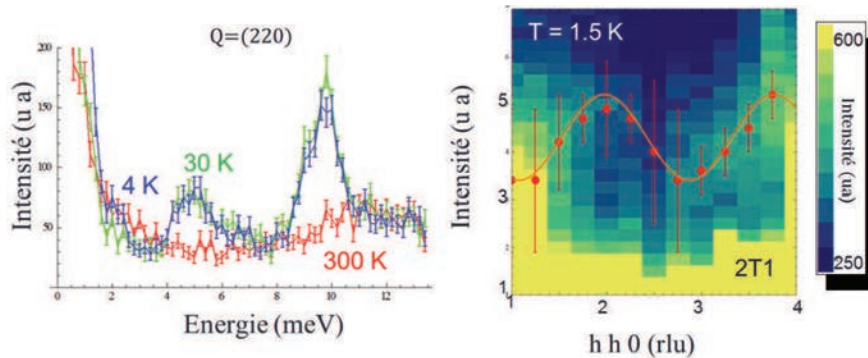 Q=(220)
Intensité (u a)
200
150
100
50
4 K
30 K
300 K
0 2 4 6 8 10 12
Energie (meV)
T = 1.5 K
Intensité (u a)
5
4
3
2
1
1 2 3 4
2T1
h h 0 (rlu)
600
Intensité (ua)
250